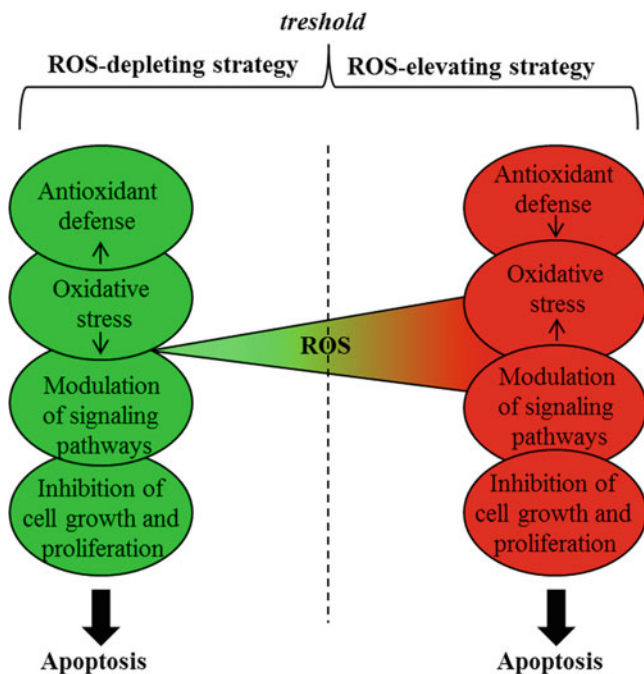 treshold
ROS-depleting strategy
ROS-elevating strategy
Antioxidant
defense
↑
Oxidative
stress
↓
Modulation
of signaling
pathways
Inhibition of
cell growth and
proliferation
Apoptosis
ROS
Antioxidant
defense
↓
Oxidative
stress
↑
Modulation
of signaling
pathways
Inhibition of
cell growth and
proliferation
Apoptosis